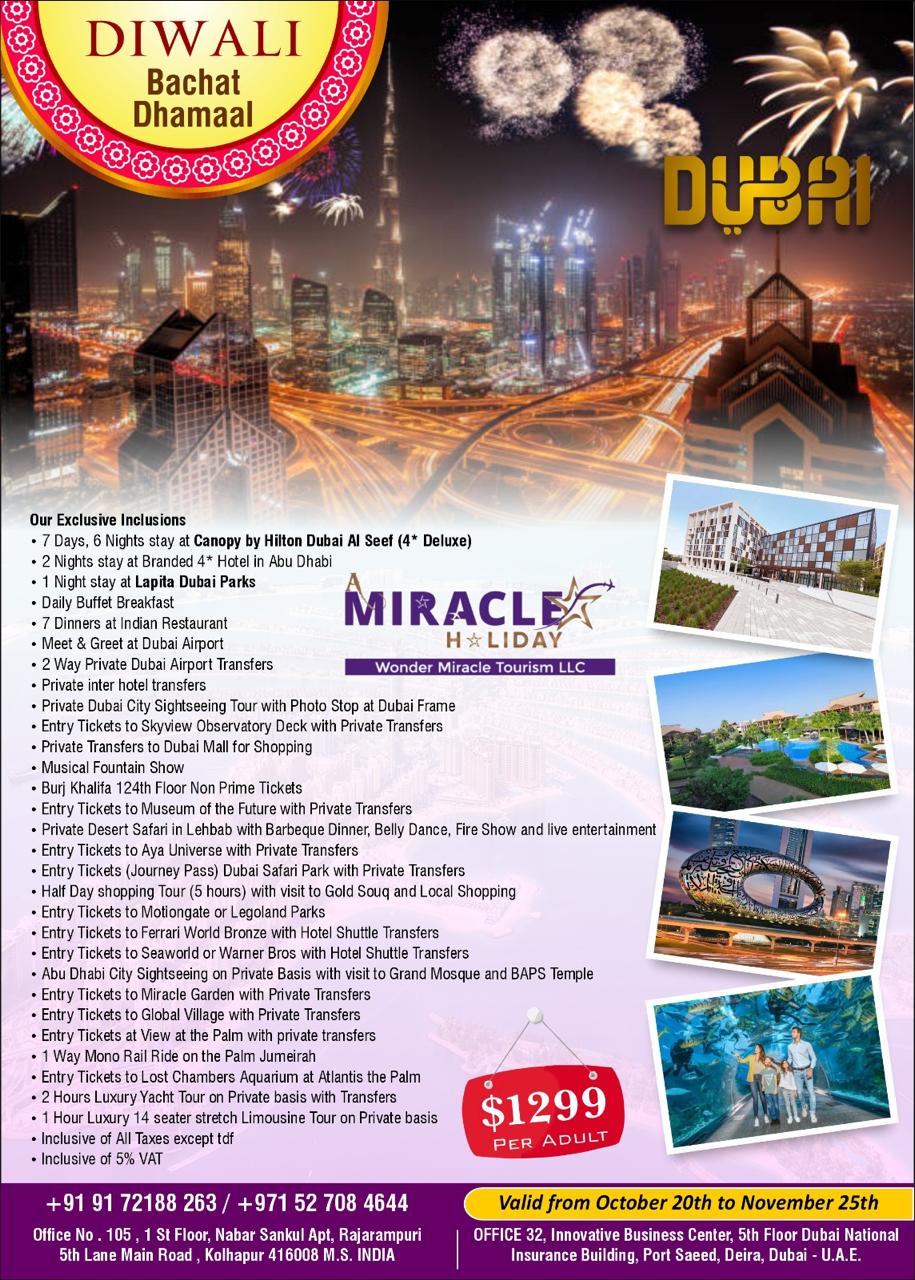 DIWALI
Bachat
Dhamaal
DUBAI
Our Exclusive Inclusions
• 7 Days, 6 Nights stay at Canopy by Hilton Dubai Al Seef (4* Deluxe)
• 2 Nights stay at Branded 4* Hotel in Abu Dhabi
• 1 Night stay at Lapita Dubai Parks
• Daily Buffet Breakfast
• 7 Dinners at Indian Restaurant
• Meet & Greet at Dubai Airport
• 2 Way Private Dubai Airport Transfers
• Private inter hotel transfers
• Private Dubai City Sightseeing Tour with Photo Stop at Dubai Frame
• Entry Tickets to Skyview Observatory Deck with Private Transfers
• Private Transfers to Dubai Mall for Shopping
• Musical Fountain Show
• Burj Khalifa 124th Floor Non Prime Tickets
• Entry Tickets to Museum of the Future with Private Transfers
• Private Desert Safari in Lehbab with Barbeque Dinner, Belly Dance, Fire Show and live entertainment
• Entry Tickets to Aya Universe with Private Transfers
• Entry Tickets (Journey Pass) Dubai Safari Park with Private Transfers
• Half Day shopping Tour (5 hours) with visit to Gold Souq and Local Shopping
• Entry Tickets to Motiongate or Legoland Parks
• Entry Tickets to Ferrari World Bronze with Hotel Shuttle Transfers
• Entry Tickets to Seaworld or Warner Bros with Hotel Shuttle Transfers
• Abu Dhabi City Sightseeing on Private Basis with visit to Grand Mosque and BAPS Temple
• Entry Tickets to Miracle Garden with Private Transfers
• Entry Tickets to Global Village with Private Transfers
• Entry Tickets at View at the Palm with private transfers
• 1 Way Mono Rail Ride on the Palm Jumeirah
• Entry Tickets to Lost Chambers Aquarium at Atlantis the Palm
• 2 Hours Luxury Yacht Tour on Private basis with Transfers
• 1 Hour Luxury 14 seater stretch Limousine Tour on Private basis
• Inclusive of All Taxes except tdf
• Inclusive of 5% VAT
A
MIRACLE
HOLIDAY
Wonder Miracle Tourism LLC
$1299
PER ADULT
+91 91 72188 263 / +971 52 708 4644
Office No . 105 , 1 St Floor, Nabar Sankul Apt, Rajarampuri
5th Lane Main Road , Kolhapur 416008 M.S. INDIA
Valid from October 20th to November 25th
OFFICE 32, Innovative Business Center, 5th Floor Dubai National
Insurance Building, Port Saeed, Deira, Dubai - U.A.E.